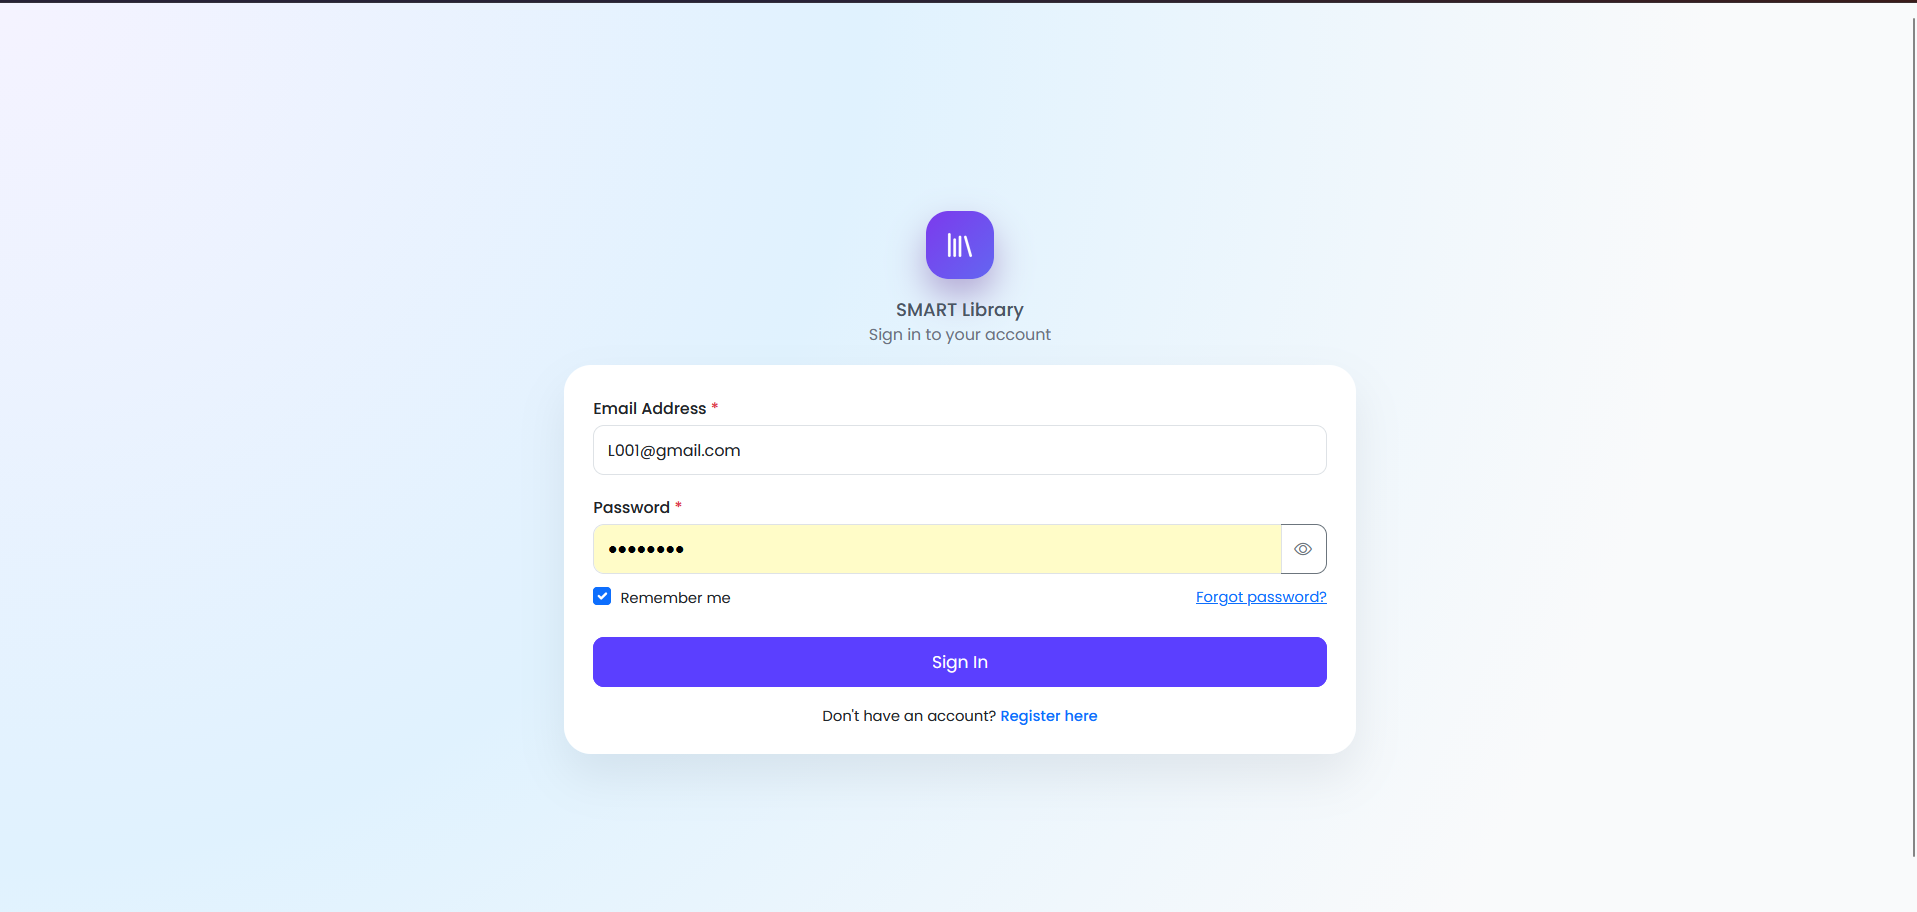 SMART Library
Sign in to your account
Email Address *
L001@gmail.com
Password *
••••••••
Remember me
Forgot password?
Sign In
Don't have an account? Register here